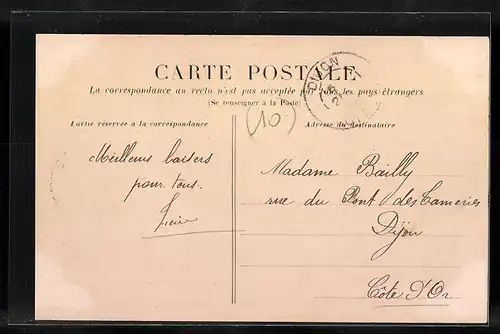 CARTE POSTALE
La correspondance au recto n'est pas acceptée par tous les pays étrangers
(Se renseigner à la Poste)
DIJON
(10)
Partie réservée à la correspondance
Adresse du destinataire
Meilleurs baisers
pour tous.
Madame Bailly
rue du Pont des Tanneries
Dijon
Côte d'Or